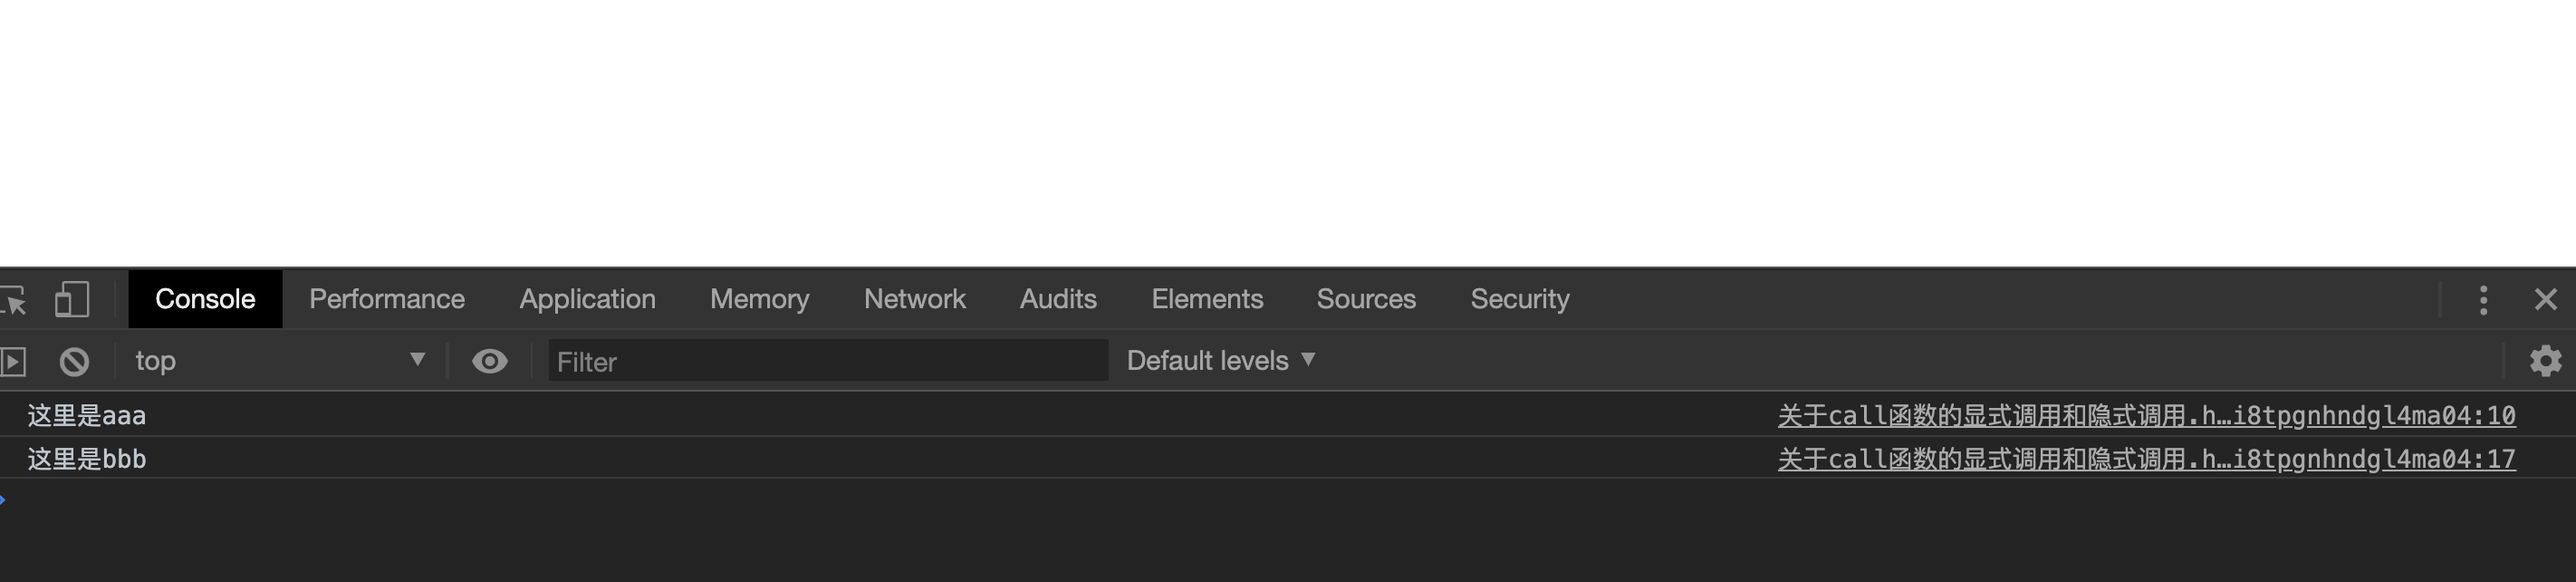 Console Performance Application Memory Network Audits Elements Sources Security
top Filter Default levels
这里是aaa 关于call函数的显式调用和隐式调用.h…i8tpgnhndgl4ma04:10
这里是bbb 关于call函数的显式调用和隐式调用.h…i8tpgnhndgl4ma04:17